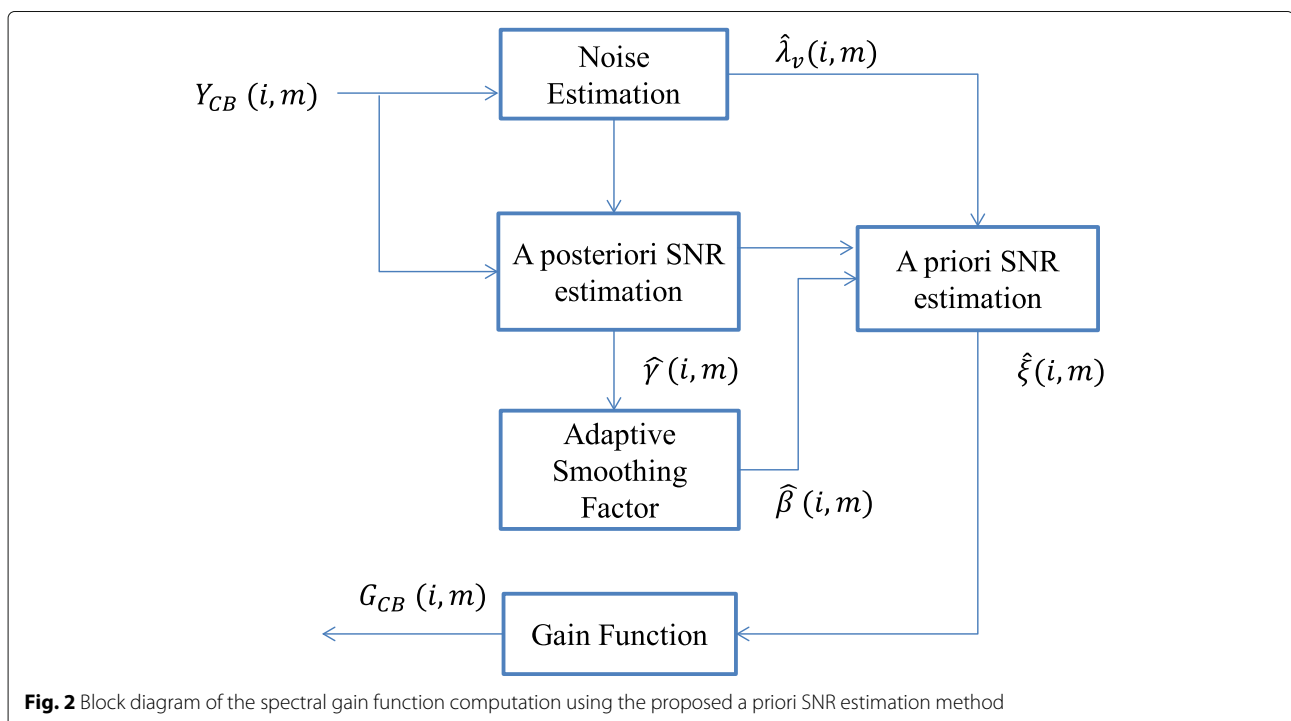 Noise
Estimation
λ̂_v(i, m)
Y_CB (i, m)
A posteriori SNR
estimation
A priori SNR
estimation
γ̂ (i, m)
ξ̂(i, m)
Adaptive
Smoothing
Factor
β̂ (i, m)
G_CB (i, m)
Gain Function
Fig. 2 Block diagram of the spectral gain function computation using the proposed a priori SNR estimation method